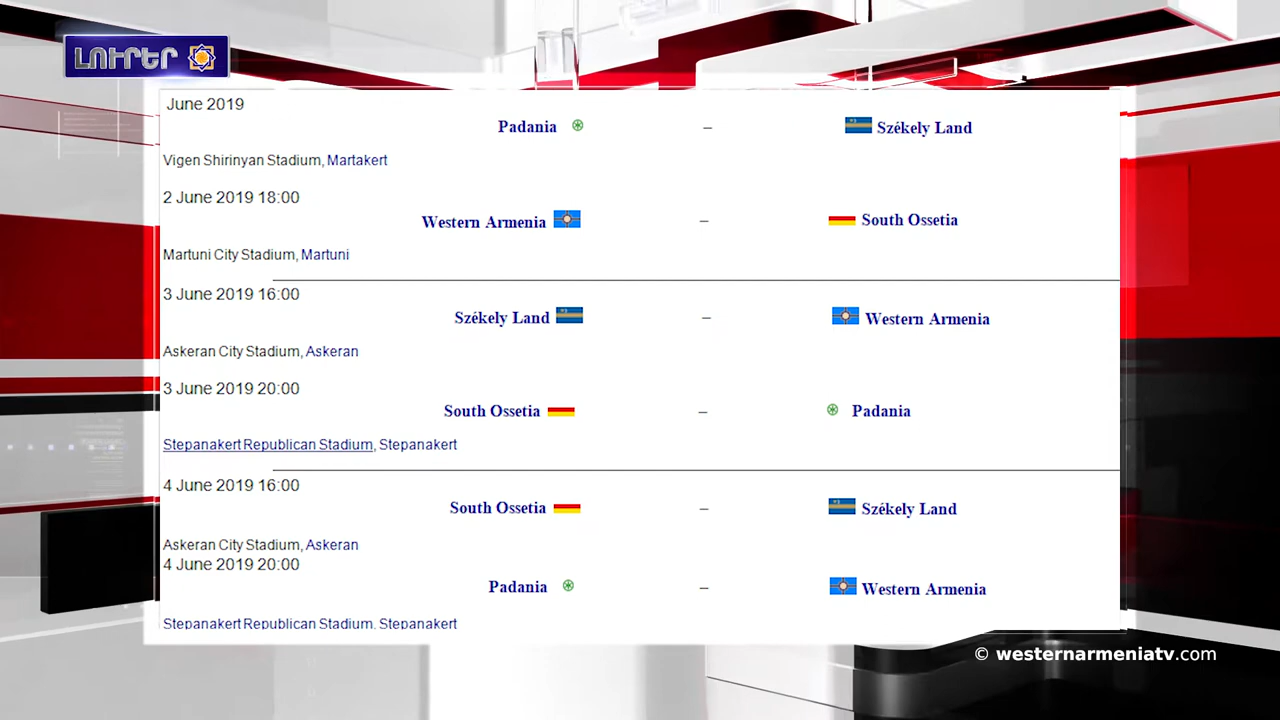 ԼՈՒՐԵՐ
June 2019
Padania – Székely Land
Vigen Shirinyan Stadium, Martakert
2 June 2019 18:00
Western Armenia – South Ossetia
Martuni City Stadium, Martuni
3 June 2019 16:00
Székely Land – Western Armenia
Askeran City Stadium, Askeran
3 June 2019 20:00
South Ossetia – Padania
Stepanakert Republican Stadium, Stepanakert
4 June 2019 16:00
South Ossetia – Székely Land
Askeran City Stadium, Askeran
4 June 2019 20:00
Padania – Western Armenia
Stepanakert Republican Stadium, Stepanakert
© westernarmeniatv.com